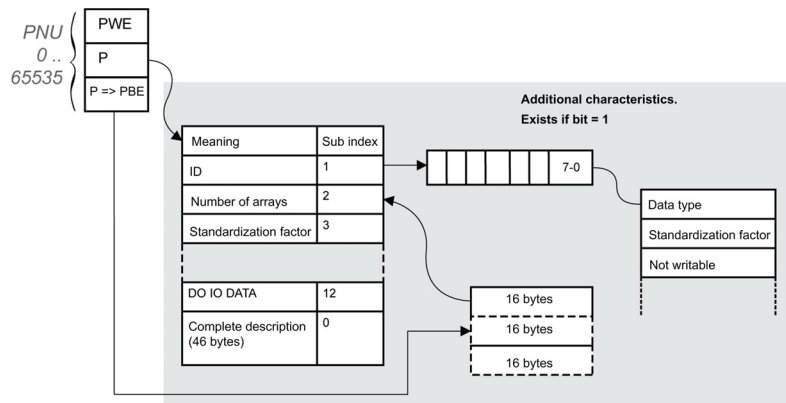 PNU
0 ..
65535
PWE
P
P => PBE
Additional characteristics.
Exists if bit = 1
Meaning Sub index
ID 1
Number of arrays 2
Standardization factor 3
DO IO DATA 12
Complete description 0
(46 bytes)
7-0
Data type
Standardization factor
Not writable
16 bytes
16 bytes
16 bytes